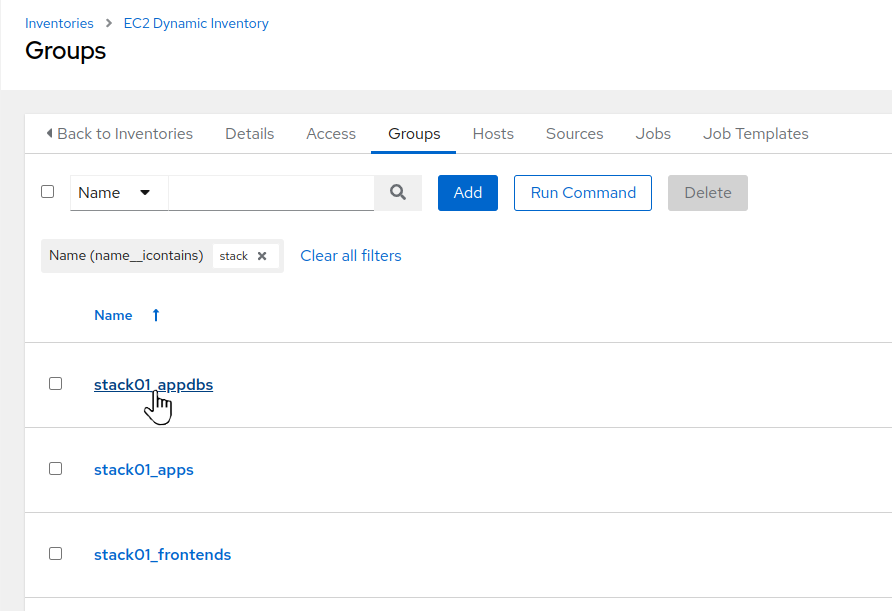 Inventories > EC2 Dynamic Inventory
Groups
Back to Inventories Details Access Groups Hosts Sources Jobs Job Templates
Name Add Run Command Delete
Name (name__icontains) stack Clear all filters
Name
stack01_appdbs
stack01_apps
stack01_frontends